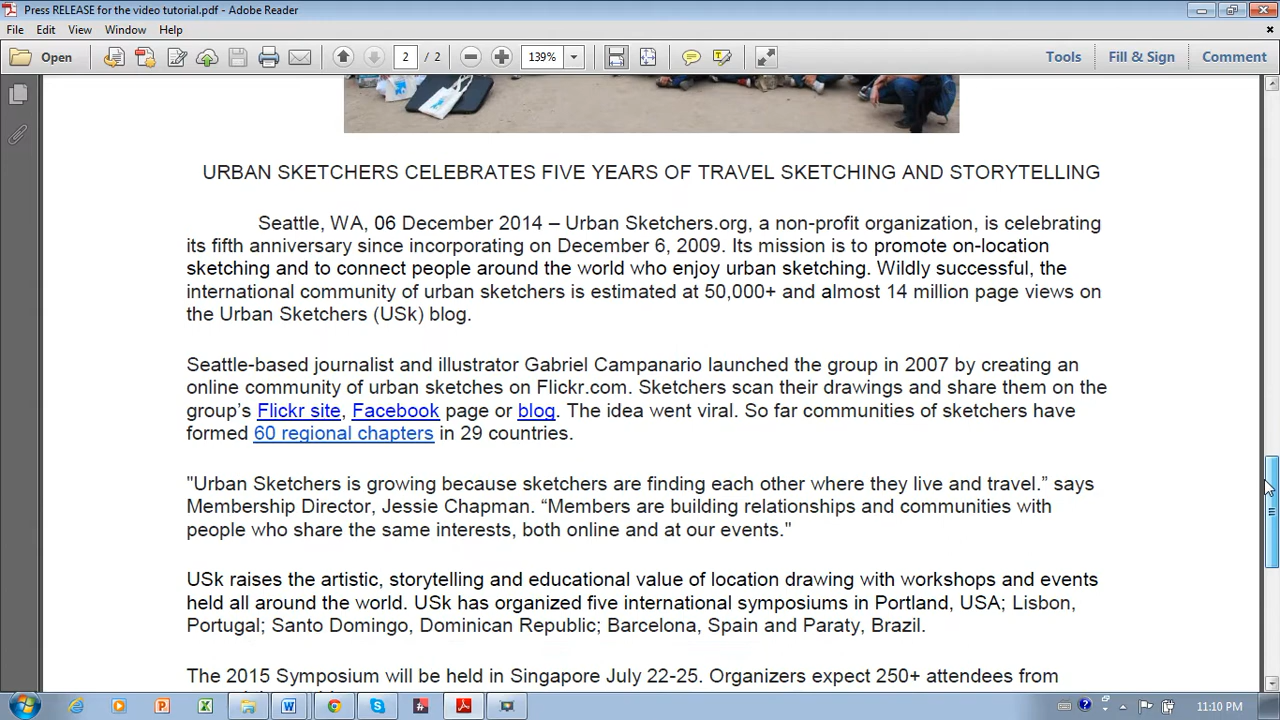 Press RELEASE for the video tutorial.pdf - Adobe Reader
File Edit View Window Help
Open 2 / 2 139% Tools Fill & Sign Comment
URBAN SKETCHERS CELEBRATES FIVE YEARS OF TRAVEL SKETCHING AND STORYTELLING
Seattle, WA, 06 December 2014 – Urban Sketchers.org, a non-profit organization, is celebrating
its fifth anniversary since incorporating on December 6, 2009. Its mission is to promote on-location
sketching and to connect people around the world who enjoy urban sketching. Wildly successful, the
international community of urban sketchers is estimated at 50,000+ and almost 14 million page views on
the Urban Sketchers (USk) blog.
Seattle-based journalist and illustrator Gabriel Campanario launched the group in 2007 by creating an
online community of urban sketches on Flickr.com. Sketchers scan their drawings and share them on the
group's Flickr site, Facebook page or blog. The idea went viral. So far communities of sketchers have
formed 60 regional chapters in 29 countries.
"Urban Sketchers is growing because sketchers are finding each other where they live and travel.” says
Membership Director, Jessie Chapman. “Members are building relationships and communities with
people who share the same interests, both online and at our events."
USk raises the artistic, storytelling and educational value of location drawing with workshops and events
held all around the world. USk has organized five international symposiums in Portland, USA; Lisbon,
Portugal; Santo Domingo, Dominican Republic; Barcelona, Spain and Paraty, Brazil.
The 2015 Symposium will be held in Singapore July 22-25. Organizers expect 250+ attendees from
11:10 PM